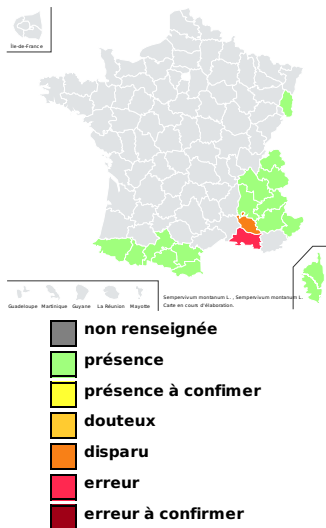 Île-de-France
Guadeloupe Martinique Guyane La Réunion Mayotte
Sempervivum montanum L. , Sempervivum montanum L.
Carte en cours d'élaboration.
non renseignée
présence
présence à confimer
douteux
disparu
erreur
erreur à confirmer